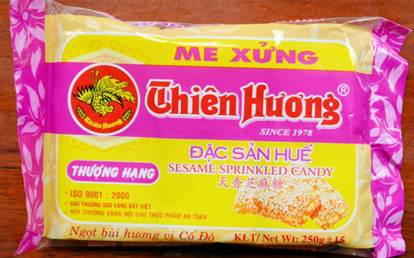 ME XỬNG
Thiên Hương®
Thiên Hương
SINCE 1978
ĐẶC SẢN HUẾ
THƯỢNG HẠNG
SESAME SPRINKLED CANDY
天香芝麻糖
• ISO 9001 : 2000
• GIẢI THƯỞNG SAO VÀNG ĐẤT VIỆT
• HUY CHƯƠNG VÀNG HỘI CHỢ THỰC PHẨM AN TOÀN
Ngọt bùi hương vị Cố Đô
KLT/ Net Wt: 250g ± 15